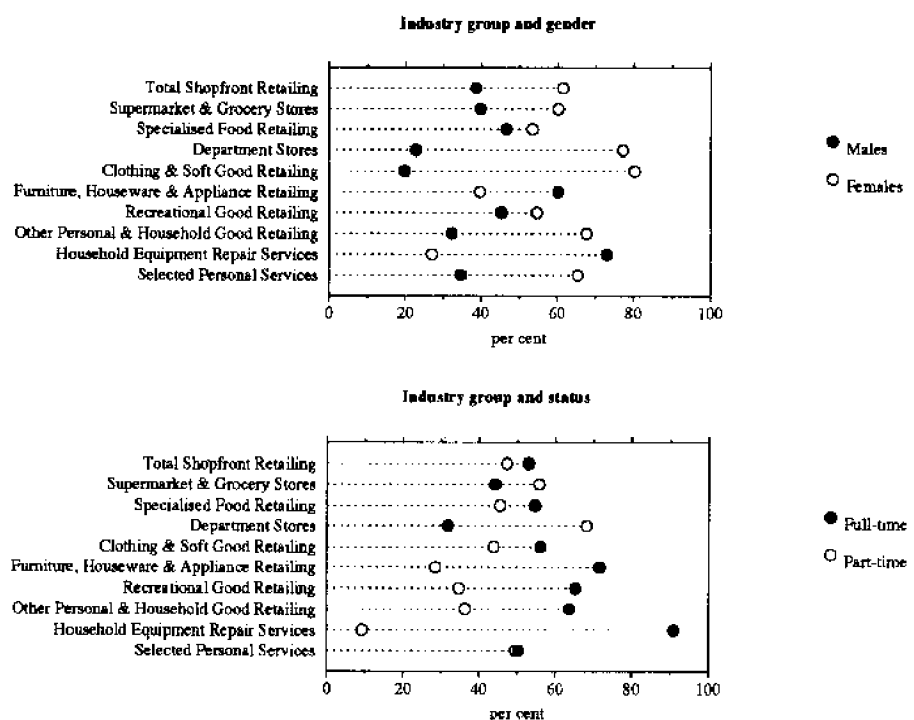 Industry group and gender
Total Shopfront Retailing
Supermarket & Grocery Stores
Specialised Food Retailing
Department Stores
Clothing & Soft Good Retailing
Furniture, Houseware & Appliance Retailing
Recreational Good Retailing
Other Personal & Household Good Retailing
Household Equipment Repair Services
Selected Personal Services
Males
Females
0 20 40 60 80 100
per cent
Industry group and status
Total Shopfront Retailing
Supermarket & Grocery Stores
Specialised Food Retailing
Department Stores
Clothing & Soft Good Retailing
Furniture, Houseware & Appliance Retailing
Recreational Good Retailing
Other Personal & Household Good Retailing
Household Equipment Repair Services
Selected Personal Services
Full-time
Part-time
0 20 40 60 80 100
per cent